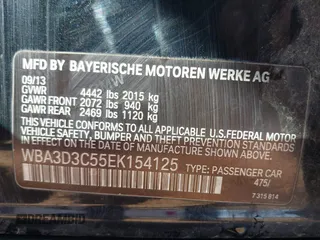 MFD BY BAYERISCHE MOTOREN WERKE AG
09/13
GVWR 4442 lbs 2015 kg
GAWR FRONT 2072 lbs 940 kg
GAWR REAR 2469 lbs 1120 kg
THIS VEHICLE CONFORMS TO ALL APPLICABLE
U.S.FEDERAL MOTOR VEHICLE SAFETY, BUMPER,
AND THEFT PREVENTION STANDARDS IN EFFECT
ON THE DATE OF MANUFACTURE SHOWN ABOVE.
WBA3D3C55EK154125 TYPE: PASSENGER CAR
475/
7 315 814